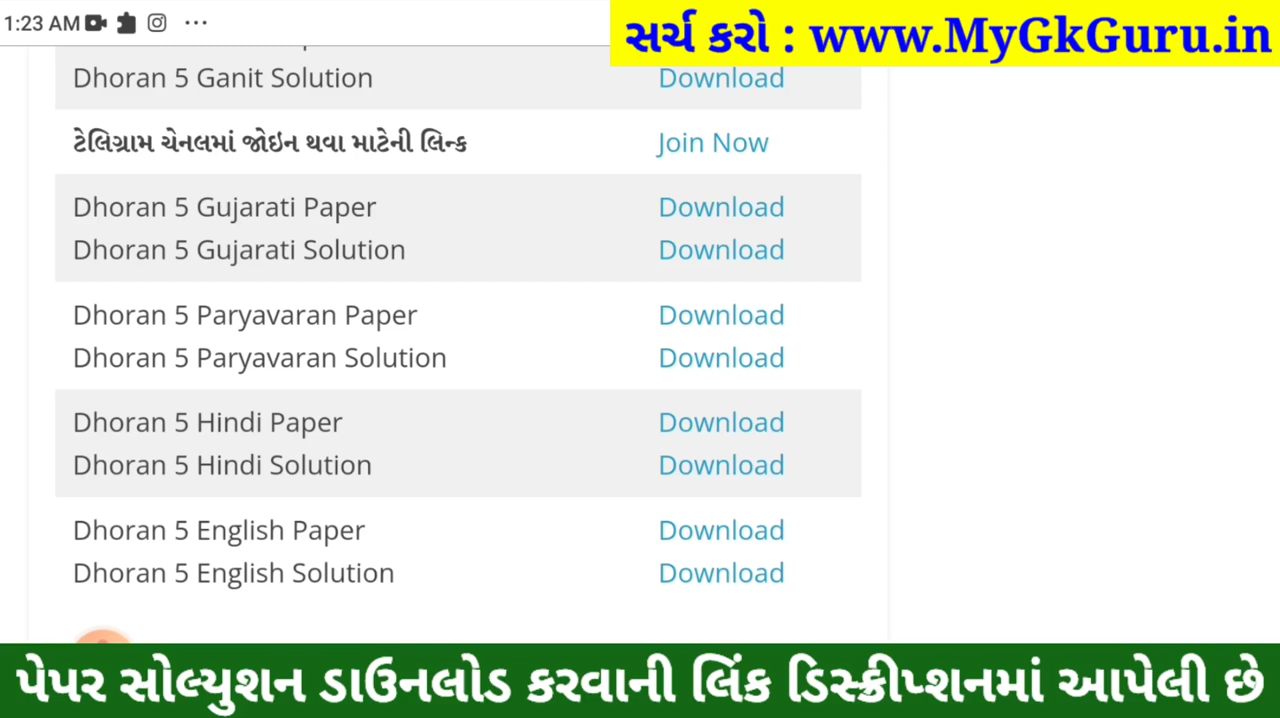 1:23 AM
સર્ચ કરો : www.MyGkGuru.in
Dhoran 5 Ganit Solution Download
ટેલિગ્રામ ચેનલમાં જોઇન થવા માટેની લિન્ક Join Now
Dhoran 5 Gujarati Paper Download
Dhoran 5 Gujarati Solution Download
Dhoran 5 Paryavaran Paper Download
Dhoran 5 Paryavaran Solution Download
Dhoran 5 Hindi Paper Download
Dhoran 5 Hindi Solution Download
Dhoran 5 English Paper Download
Dhoran 5 English Solution Download
પેપર સોલ્યુશન ડાઉનલોડ કરવાની લિંક ડિસ્ક્રીપ્શનમાં આપેલી છે